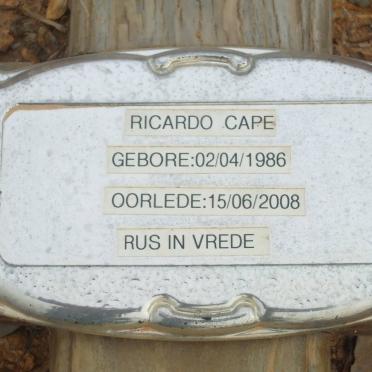 RICARDO CAPE
GEBORE:02/04/1986
OORLEDE:15/06/2008
RUS IN VREDE